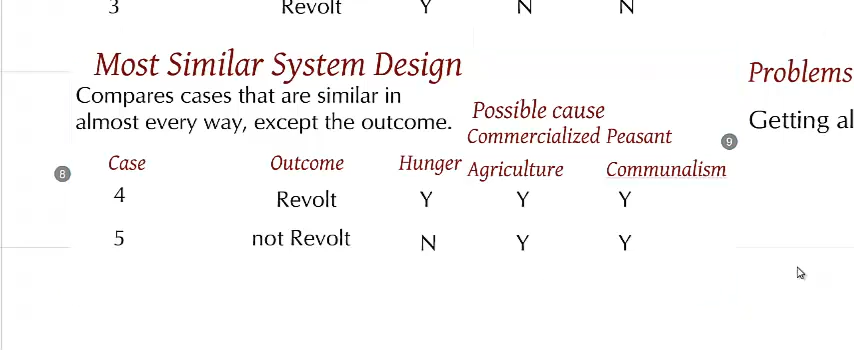 3 Revolt Y N N
Most Similar System Design
Compares cases that are similar in
almost every way, except the outcome.
Possible cause
Commercialized Peasant
Case Outcome Hunger Agriculture Communalism
4 Revolt Y Y Y
5 not Revolt N Y Y
8
9
Problems
Getting al